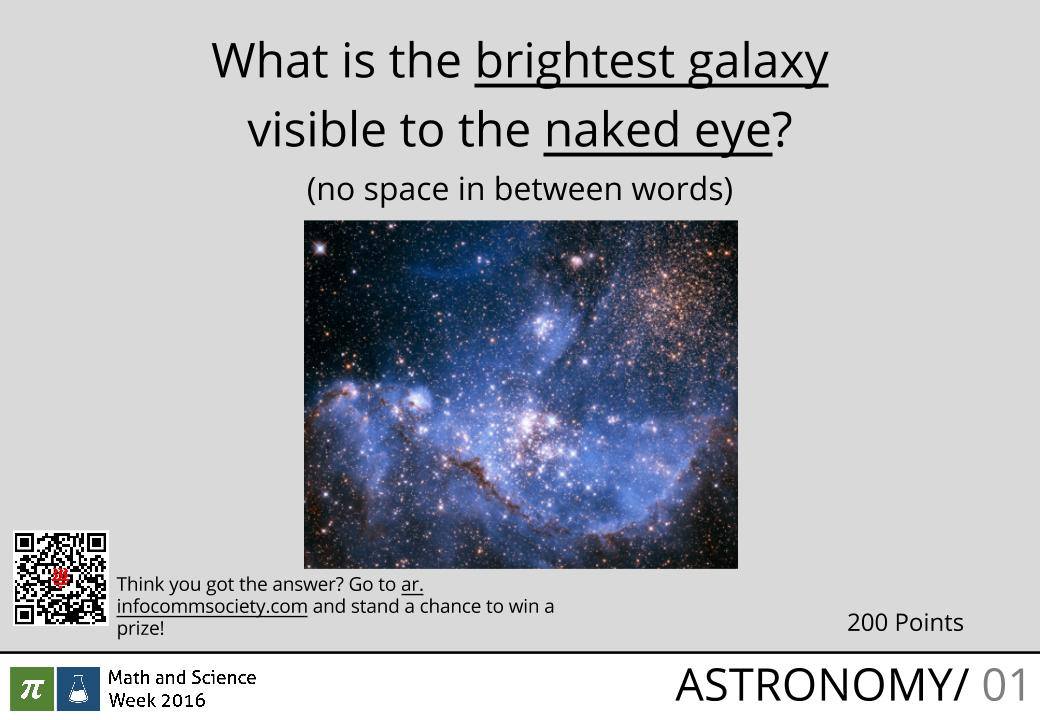 What is the brightest galaxy
visible to the naked eye?
(no space in between words)
Think you got the answer? Go to ar.
infocommsociety.com and stand a chance to win a
prize!
200 Points
π
Math and Science
Week 2016
ASTRONOMY/ 01